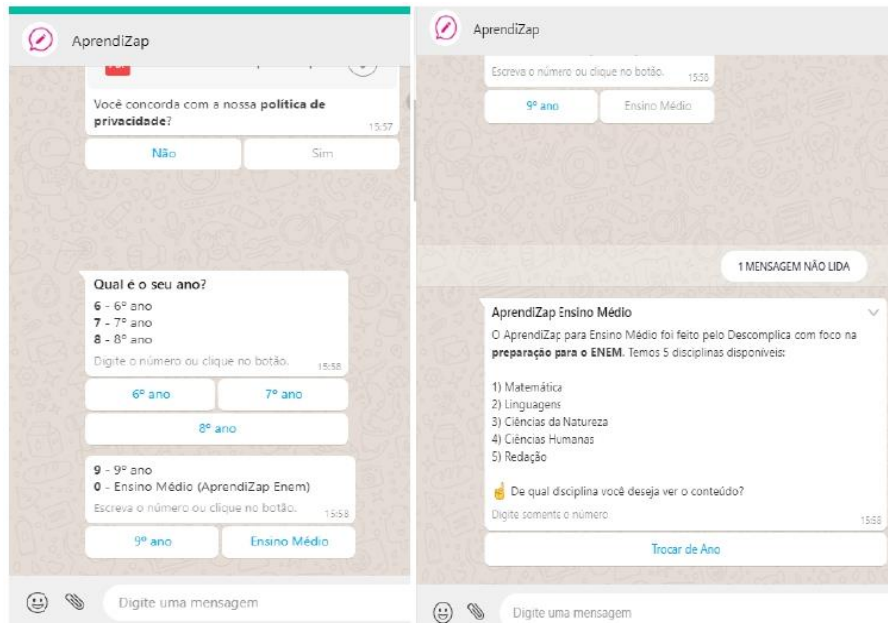 AprendiZap
Você concorda com a nossa política de
privacidade?
15:57
Não
Sim
Qual é o seu ano?
6 - 6º ano
7 - 7º ano
8 - 8º ano
Digite o número ou clique no botão.
15:58
6º ano
7º ano
8º ano
9 - 9º ano
0 - Ensino Médio (AprendiZap Enem)
Escreva o número ou clique no botão.
15:58
9º ano
Ensino Médio
Digite uma mensagem
AprendiZap
Escreva o número ou clique no botão.
15:58
9º ano
Ensino Médio
1 MENSAGEM NÃO LIDA
AprendiZap Ensino Médio
O AprendiZap para Ensino Médio foi feito pelo Descomplica com foco na
preparação para o ENEM. Temos 5 disciplinas disponíveis:
1) Matemática
2) Linguagens
3) Ciências da Natureza
4) Ciências Humanas
5) Redação
☝ De qual disciplina você deseja ver o conteúdo?
Digite somente o número
15:58
Trocar de Ano
Digite uma mensagem